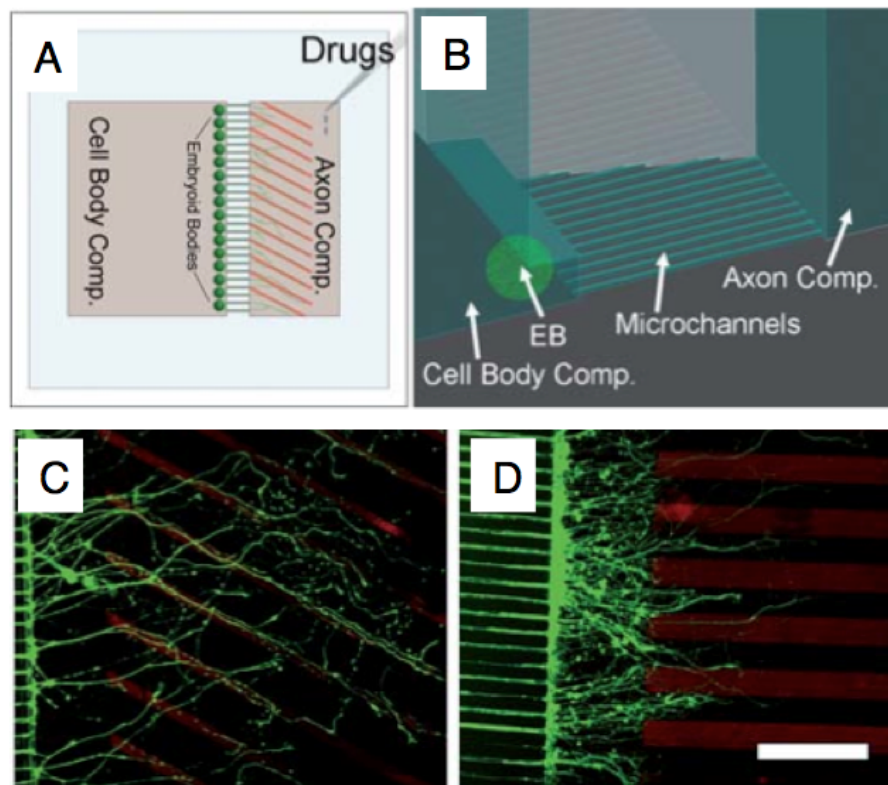 A
Drugs
Cell Body Comp.
Embryoid Bodies
Axon Comp.
B
EB
Cell Body Comp.
Microchannels
Axon Comp.
C
D